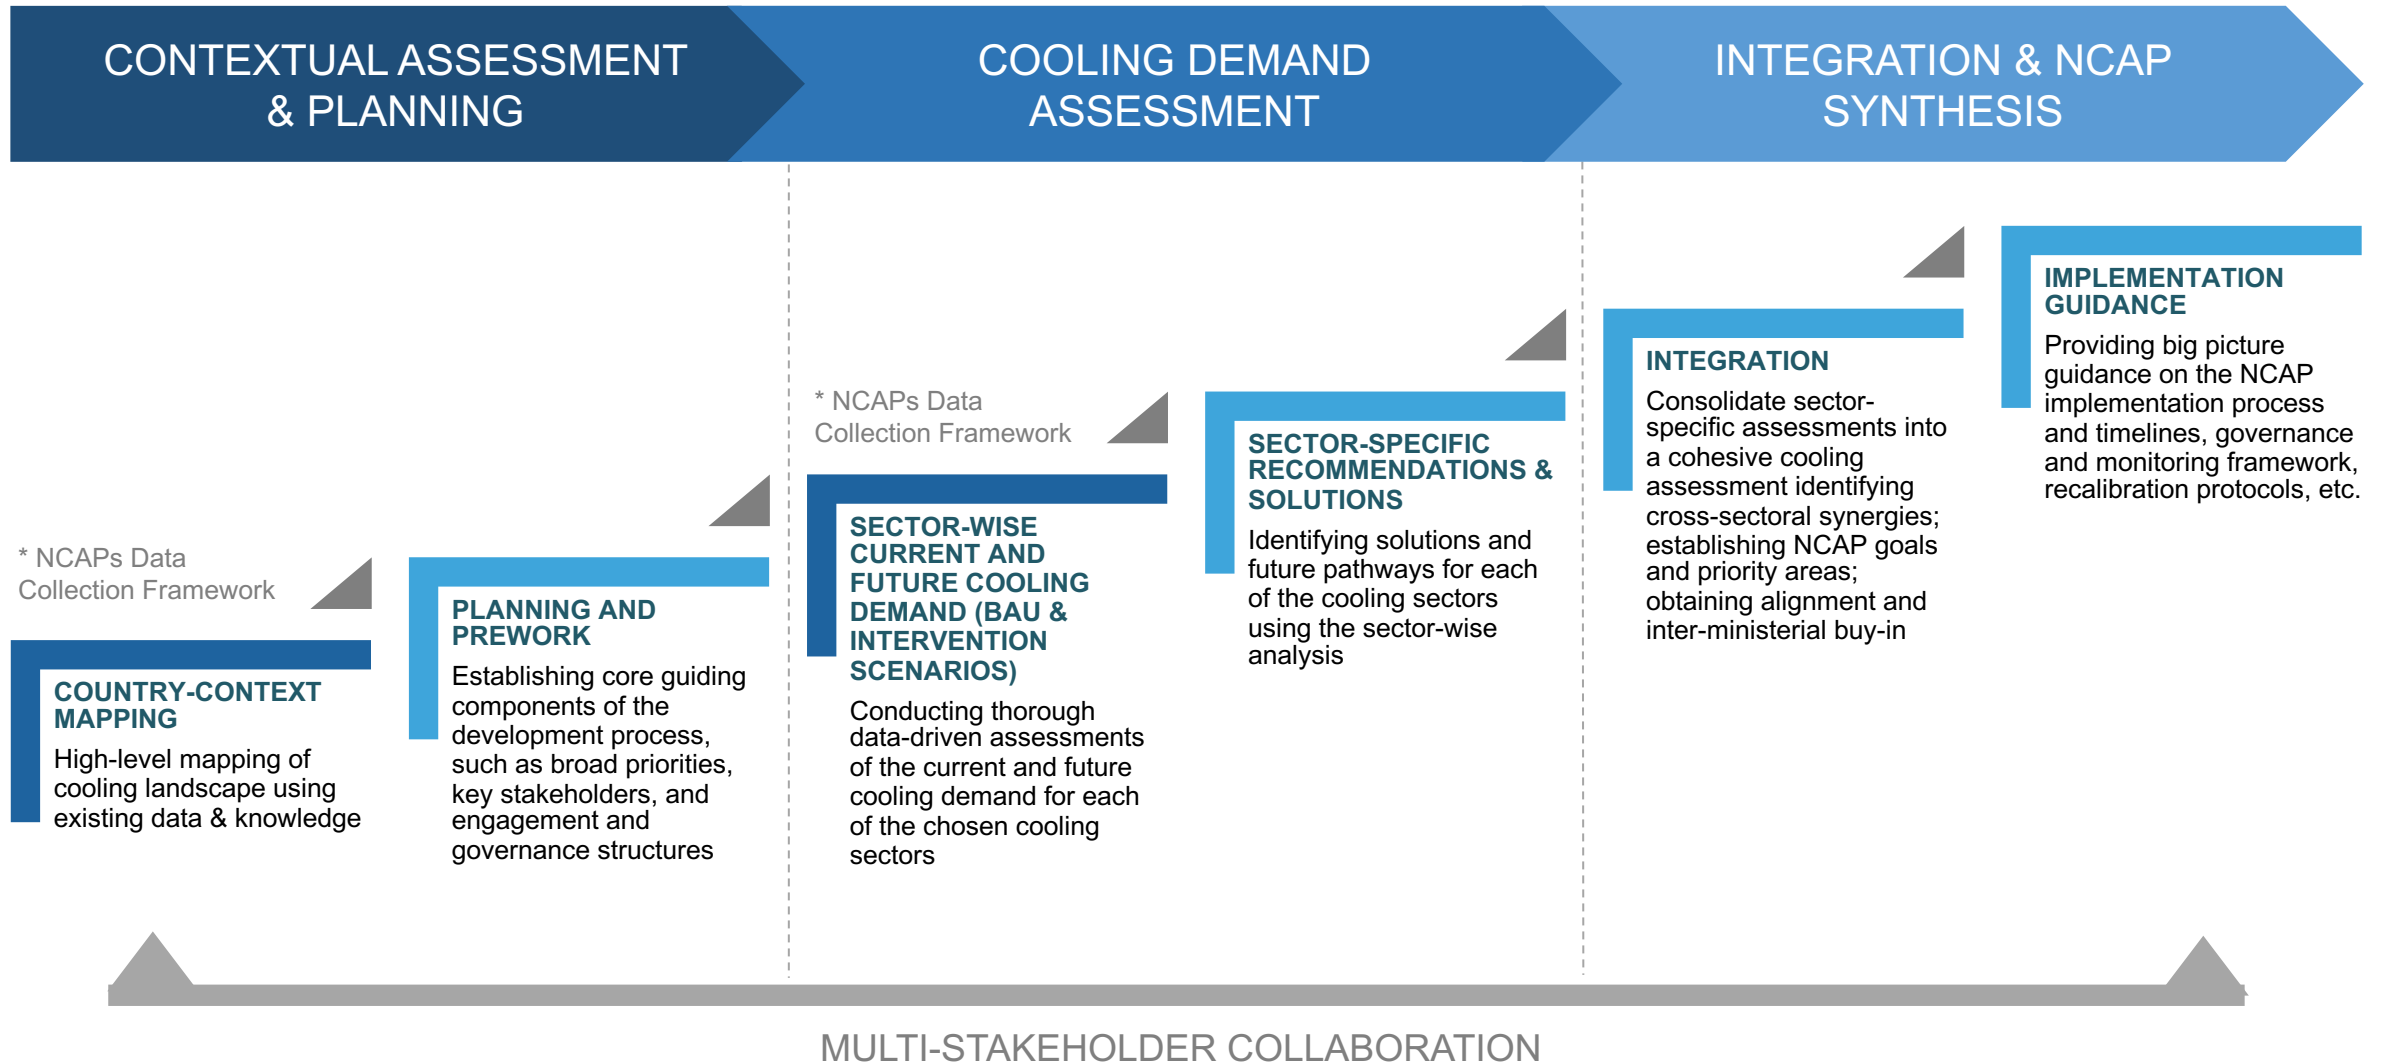 CONTEXTUAL ASSESSMENT
& PLANNING
COOLING DEMAND
ASSESSMENT
INTEGRATION & NCAP
SYNTHESIS
* NCAPs Data
Collection Framework
COUNTRY-CONTEXT
MAPPING
High-level mapping of
cooling landscape using
existing data & knowledge
PLANNING AND
PREWORK
Establishing core guiding
components of the
development process,
such as broad priorities,
key stakeholders, and
engagement and
governance structures
* NCAPs Data
Collection Framework
SECTOR-WISE
CURRENT AND
FUTURE COOLING
DEMAND (BAU &
INTERVENTION
SCENARIOS)
Conducting thorough
data-driven assessments
of the current and future
cooling demand for each
of the chosen cooling
sectors
SECTOR-SPECIFIC
RECOMMENDATIONS &
SOLUTIONS
Identifying solutions and
future pathways for each
of the cooling sectors
using the sector-wise
analysis
INTEGRATION
Consolidate sector-
specific assessments into
a cohesive cooling
assessment identifying
cross-sectoral synergies;
establishing NCAP goals
and priority areas;
obtaining alignment and
inter-ministerial buy-in
IMPLEMENTATION
GUIDANCE
Providing big picture
guidance on the NCAP
implementation process
and timelines, governance
and monitoring framework,
recalibration protocols, etc.
MULTI-STAKEHOLDER COLLABORATION